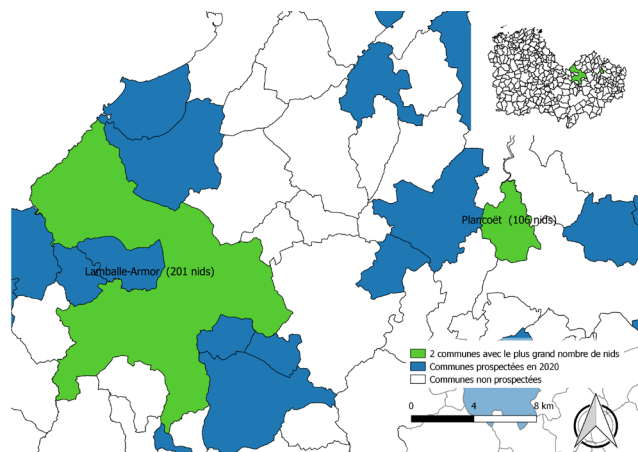 Plancoët (106 nids)
Lamballe-Armor (201 nids)
2 communes avec le plus grand nombre de nids
Communes prospectées en 2020
Communes non prospectées
0 4 8 km